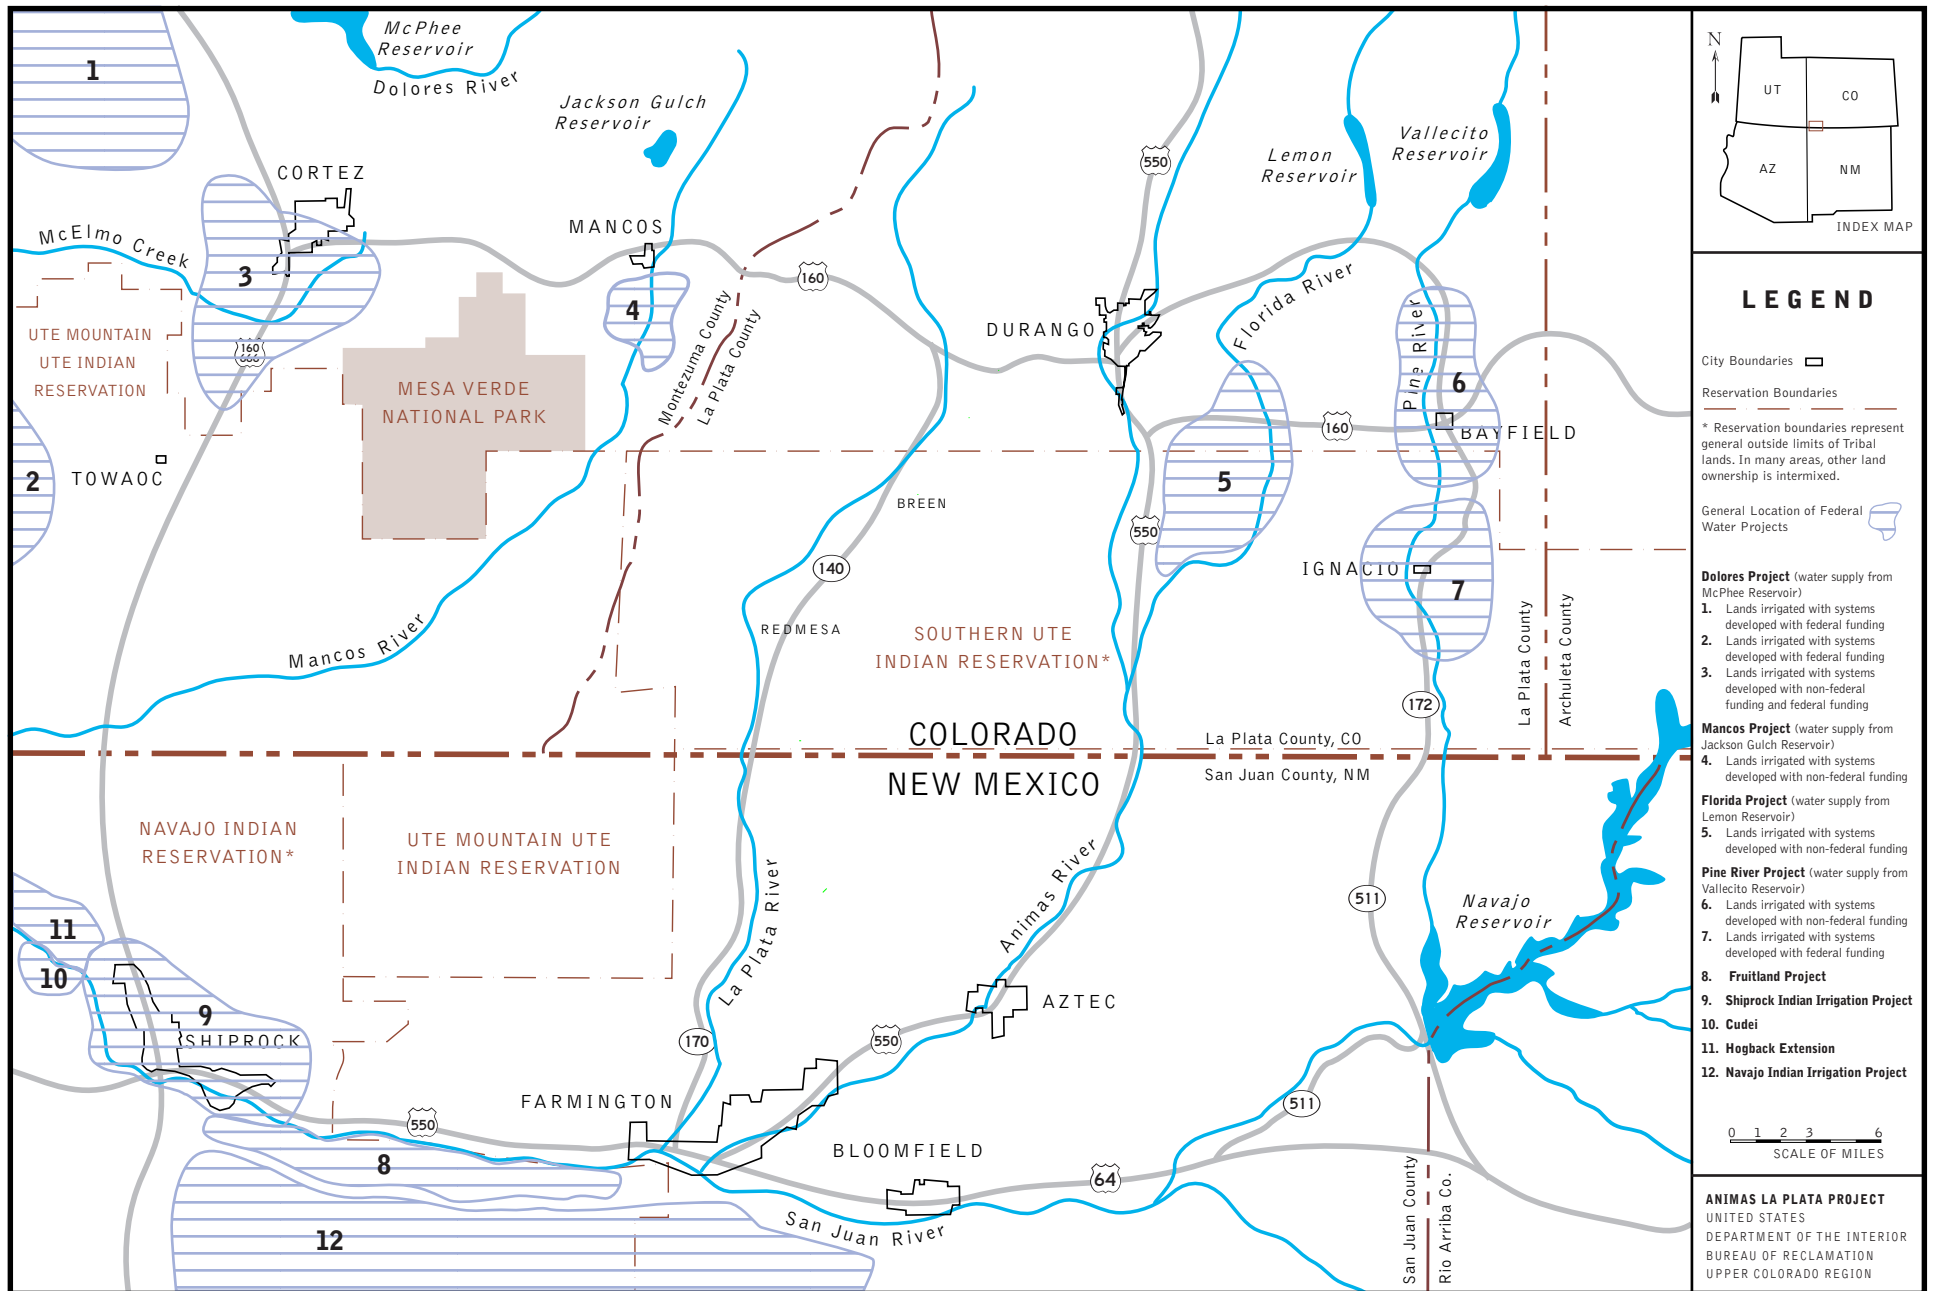 McPhee
Reservoir
Dolores River
1
Jackson Gulch
Reservoir
CORTEZ
MANCOS
McElmo Creek
3
4
160
550
Lemon
Reservoir
Vallecito
Reservoir
UTE MOUNTAIN
UTE INDIAN
RESERVATION
160
666
MESA VERDE
NATIONAL PARK
Montezuma County
La Plata County
DURANGO
Florida River
Pine River
6
160
BAYFIELD
2
TOWAOC
5
BREEN
550
140
IGNACIO
7
REDMESA
Mancos River
SOUTHERN UTE
INDIAN RESERVATION*
La Plata County
Archuleta County
172
COLORADO
NEW MEXICO
La Plata County, CO
San Juan County, NM
NAVAJO INDIAN
RESERVATION*
UTE MOUNTAIN UTE
INDIAN RESERVATION
La Plata River
Animas River
511
Navajo
Reservoir
11
10
9
SHIPROCK
AZTEC
170
550
FARMINGTON
550
511
BLOOMFIELD
8
64
12
San Juan River
San Juan County
Rio Arriba Co.
N
UT
CO
AZ
NM
INDEX MAP
LEGEND
City Boundaries
Reservation Boundaries
* Reservation boundaries represent
general outside limits of Tribal
lands. In many areas, other land
ownership is intermixed.
General Location of Federal
Water Projects
Dolores Project (water supply from
McPhee Reservoir)
1. Lands irrigated with systems
developed with federal funding
2. Lands irrigated with systems
developed with federal funding
3. Lands irrigated with systems
developed with non-federal
funding and federal funding
Mancos Project (water supply from
Jackson Gulch Reservoir)
4. Lands irrigated with systems
developed with non-federal funding
Florida Project (water supply from
Lemon Reservoir)
5. Lands irrigated with systems
developed with non-federal funding
Pine River Project (water supply from
Vallecito Reservoir)
6. Lands irrigated with systems
developed with non-federal funding
7. Lands irrigated with systems
developed with federal funding
8. Fruitland Project
9. Shiprock Indian Irrigation Project
10. Cudei
11. Hogback Extension
12. Navajo Indian Irrigation Project
0 1 2 3 6
SCALE OF MILES
ANIMAS LA PLATA PROJECT
UNITED STATES
DEPARTMENT OF THE INTERIOR
BUREAU OF RECLAMATION
UPPER COLORADO REGION